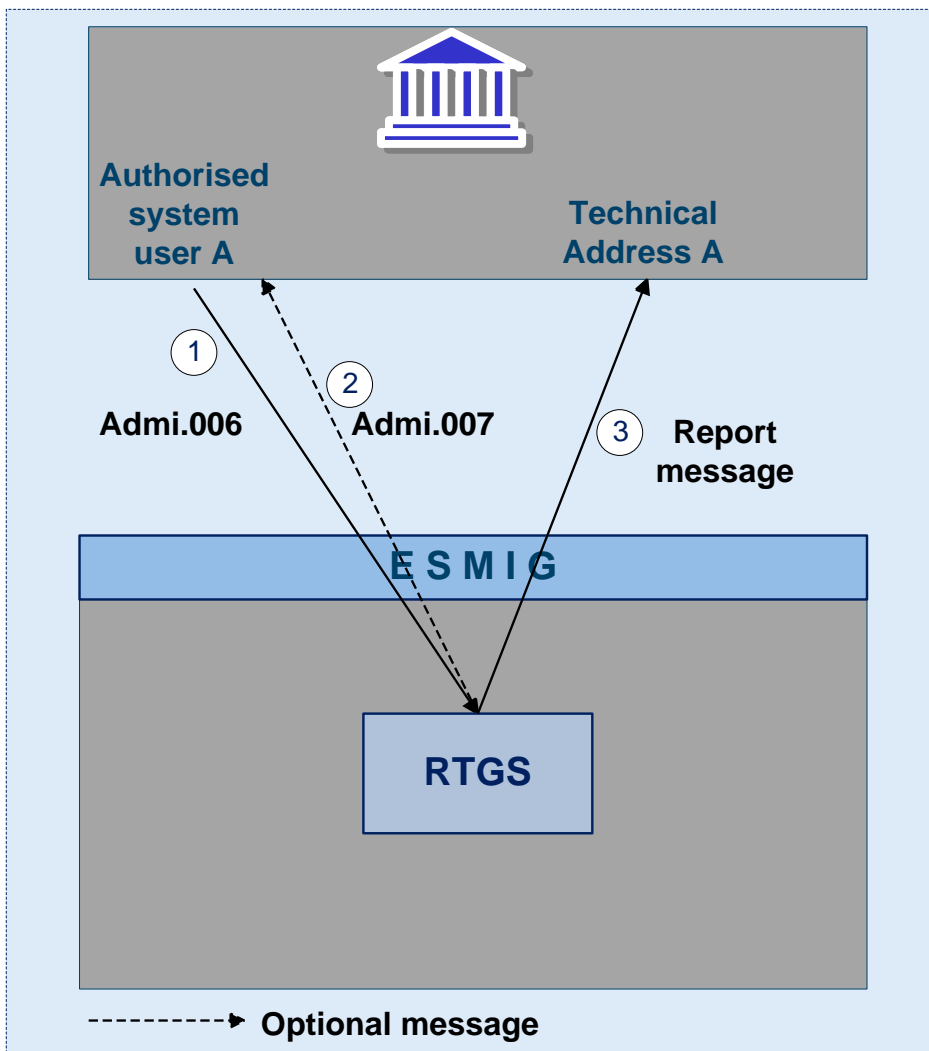 Authorised
system
user A
Technical
Address A
1
2
Admi.006
Admi.007
3
Report
message
E S M I G
RTGS
Optional message